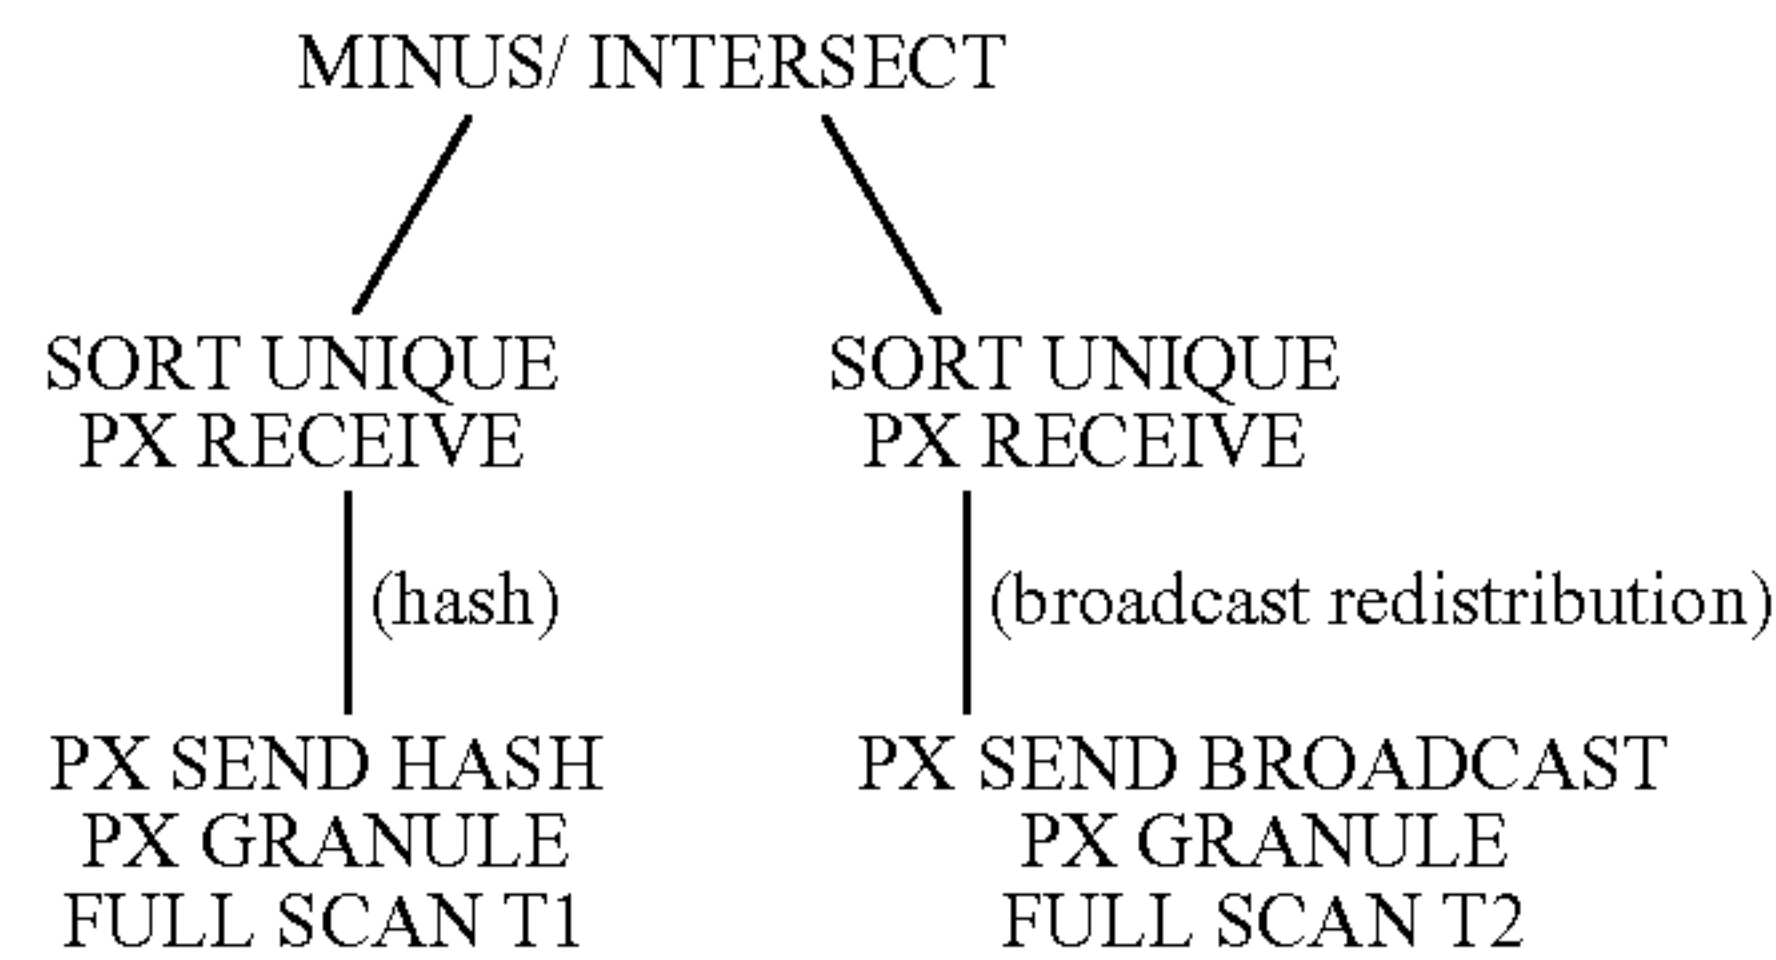 MINUS/ INTERSECT
SORT UNIQUE
PX RECEIVE
SORT UNIQUE
PX RECEIVE
(hash)
(broadcast redistribution)
PX SEND HASH
PX GRANULE
FULL SCAN T1
PX SEND BROADCAST
PX GRANULE
FULL SCAN T2